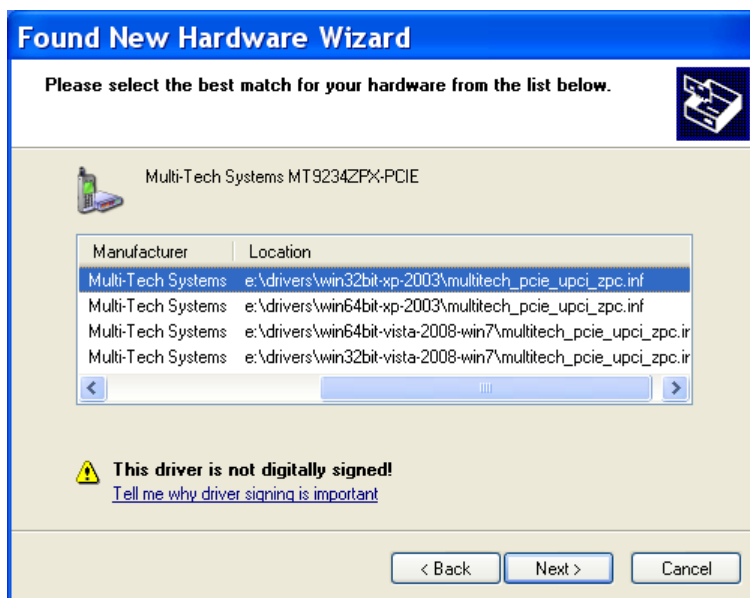 Found New Hardware Wizard
Please select the best match for your hardware from the list below.
Multi-Tech Systems MT9234ZPX-PCIE
Manufacturer Location
Multi-Tech Systems e:\drivers\win32bit-xp-2003\multitech_pcie_upci_zpc.inf
Multi-Tech Systems e:\drivers\win64bit-xp-2003\multitech_pcie_upci_zpc.inf
Multi-Tech Systems e:\drivers\win64bit-vista-2008-win7\multitech_pcie_upci_zpc.ir
Multi-Tech Systems e:\drivers\win32bit-vista-2008-win7\multitech_pcie_upci_zpc.ir
This driver is not digitally signed!
Tell me why driver signing is important
< Back Next > Cancel